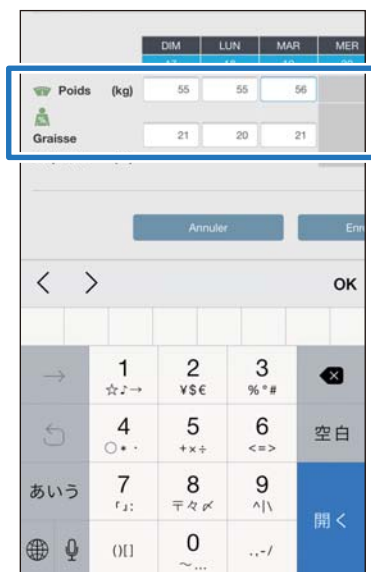 DIM LUN MAR MER
Poids (kg) 55 55 56
Graisse 21 20 21
Annuler
OK
→ 1 2 3
☆♪→ ¥$€ %°#
4 5 6 空白
○*・ +×÷ <=>
あいう 7 8 9
「」: 〒々〆 ^|\
開く
()[] 0 .,-/
~…